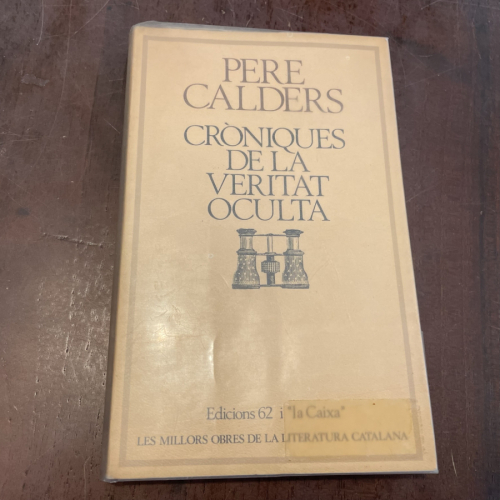 PERE
CALDERS
CRÒNIQUES
DE LA
VERITAT
OCULTA
Edicions 62 i "la Caixa"
LES MILLORS OBRES DE LA LITERATURA CATALANA